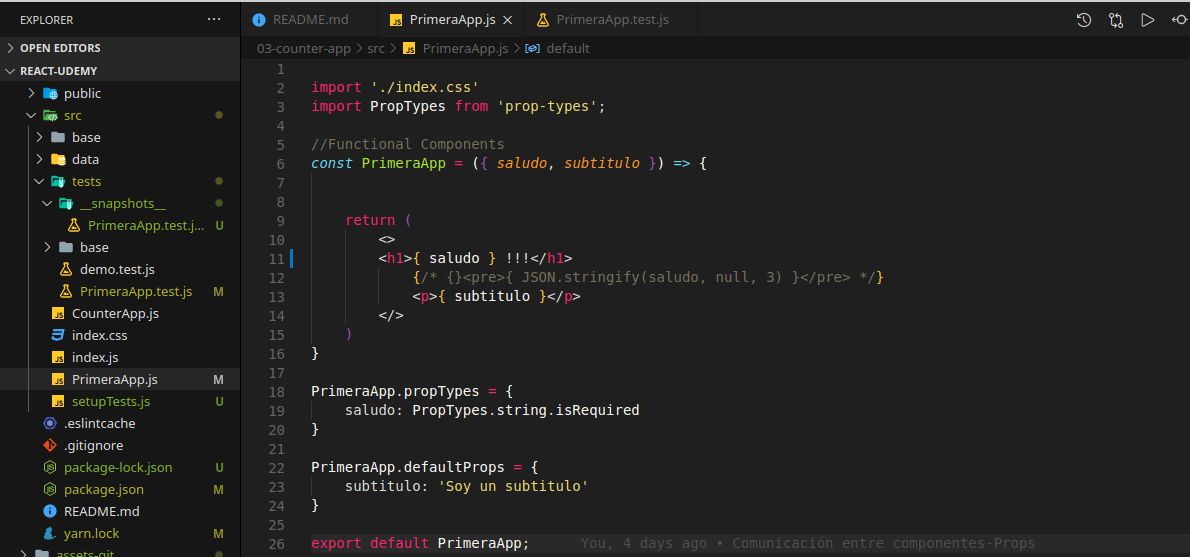 EXPLORER ···
OPEN EDITORS
REACT-UDEMY
public
src
base
data
tests
__snapshots__
PrimeraApp.test.j... U
base
demo.test.js
PrimeraApp.test.js M
CounterApp.js
index.css
index.js
PrimeraApp.js M
setupTests.js U
.eslintcache
.gitignore
package-lock.json U
package.json M
README.md
yarn.lock M
assets-git
README.md PrimeraApp.js × PrimeraApp.test.js
03-counter-app > src > JS PrimeraApp.js > default
1
2 import './index.css'
3 import PropTypes from 'prop-types';
4
5 //Functional Components
6 const PrimeraApp = ({ saludo, subtitulo }) => {
7
8
9 return (
10 <>
11 <h1>{ saludo } !!!</h1>
12 {/* {}<pre>{ JSON.stringify(saludo, null, 3) }</pre> */}
13 <p>{ subtitulo }</p>
14 </>
15 )
16 }
17
18 PrimeraApp.propTypes = {
19 saludo: PropTypes.string.isRequired
20 }
21
22 PrimeraApp.defaultProps = {
23 subtitulo: 'Soy un subtitulo'
24 }
25
26 export default PrimeraApp; You, 4 days ago • Comunicación entre componentes-Props